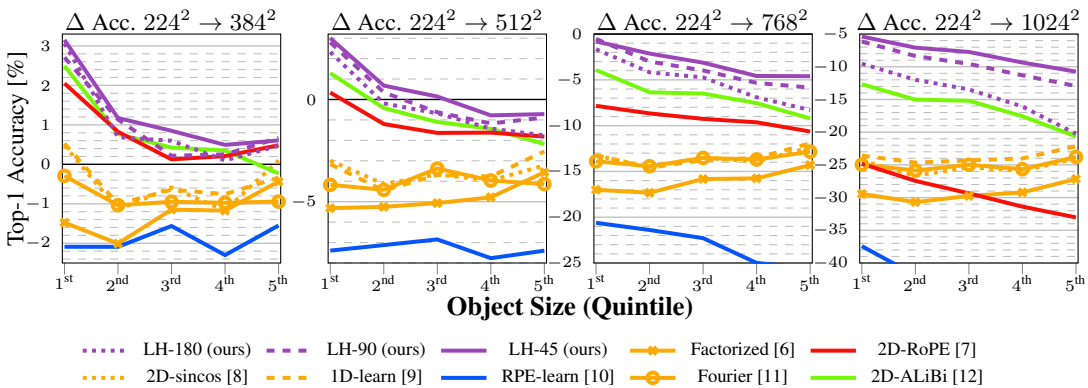 Δ Acc. 224² → 384² Δ Acc. 224² → 512² Δ Acc. 224² → 768² Δ Acc. 224² → 1024²
Top-1 Accuracy [%]
3
2
1
0
−1
−2
1st 2nd 3rd 4th 5th
0
−5
1st 2nd 3rd 4th 5th
0
−5
−10
−15
−20
−25
1st 2nd 3rd 4th 5th
−5
−10
−15
−20
−25
−30
−35
−40
1st 2nd 3rd 4th 5th
Object Size (Quintile)
LH-180 (ours) LH-90 (ours) LH-45 (ours) Factorized [6] 2D-RoPE [7]
2D-sincos [8] 1D-learn [9] RPE-learn [10] Fourier [11] 2D-ALiBi [12]